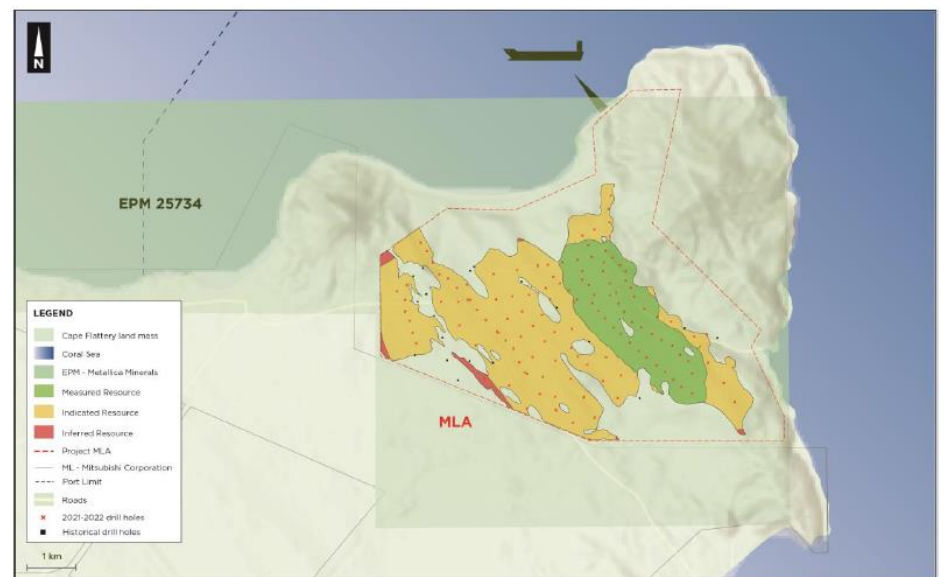 N
EPM 25734
MLA
LEGEND
Cape Flattery land mass
Coral Sea
EPM - Metallica Minerals
Measured Resource
Indicated Resource
Inferred Resource
Project MLA
ML - Mitsubishi Corporation
Port Limit
Roads
2021-2022 drill holes
Historical drill holes
1 km